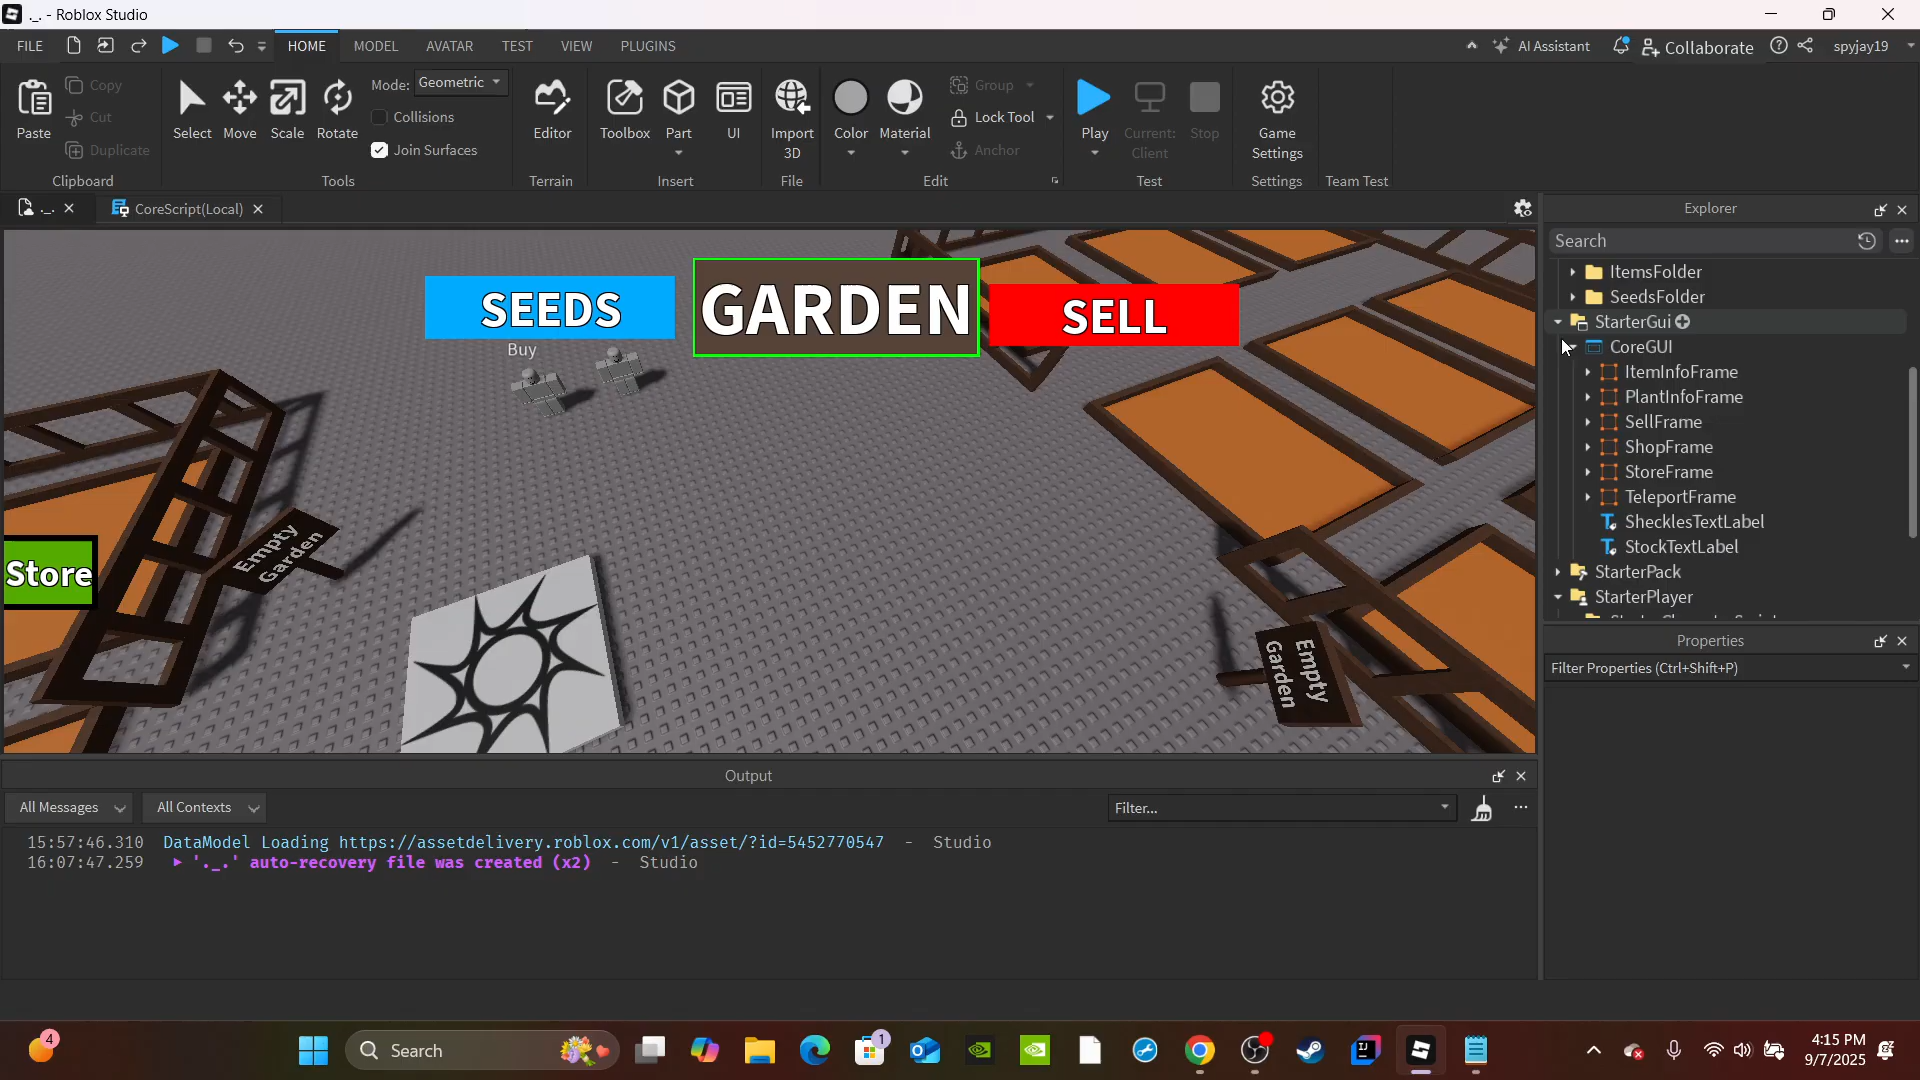 ._. - Roblox Studio
FILE
HOME
MODEL
AVATAR
TEST
VIEW
PLUGINS
AI Assistant
Collaborate
spyjay19
Paste
Copy
Cut
Duplicate
Clipboard
Select
Move
Scale
Rotate
Mode:
Geometric
Collisions
Join Surfaces
Tools
Editor
Terrain
Toolbox
Part
UI
Insert
Import
3D
File
Color
Material
Group
Lock Tool
Anchor
Edit
Play
Current:
Client
Stop
Test
Game
Settings
Settings
Team Test
._.
CoreScript(Local)
SEEDS
GARDEN
SELL
Buy
Store
Empty
Garden
Empty
Garden
Explorer
Search
ItemsFolder
SeedsFolder
StarterGui
CoreGUI
ItemInfoFrame
PlantInfoFrame
SellFrame
ShopFrame
StoreFrame
TeleportFrame
ShecklesTextLabel
StockTextLabel
StarterPack
StarterPlayer
Properties
Filter Properties (Ctrl+Shift+P)
Output
All Messages
All Contexts
Filter...
15:57:46.310 DataModel Loading https://assetdelivery.roblox.com/v1/asset/?id=5452770547 - Studio
16:07:47.259 '._.' auto-recovery file was created (x2) - Studio
4
Search
1
4:15 PM
9/7/2025